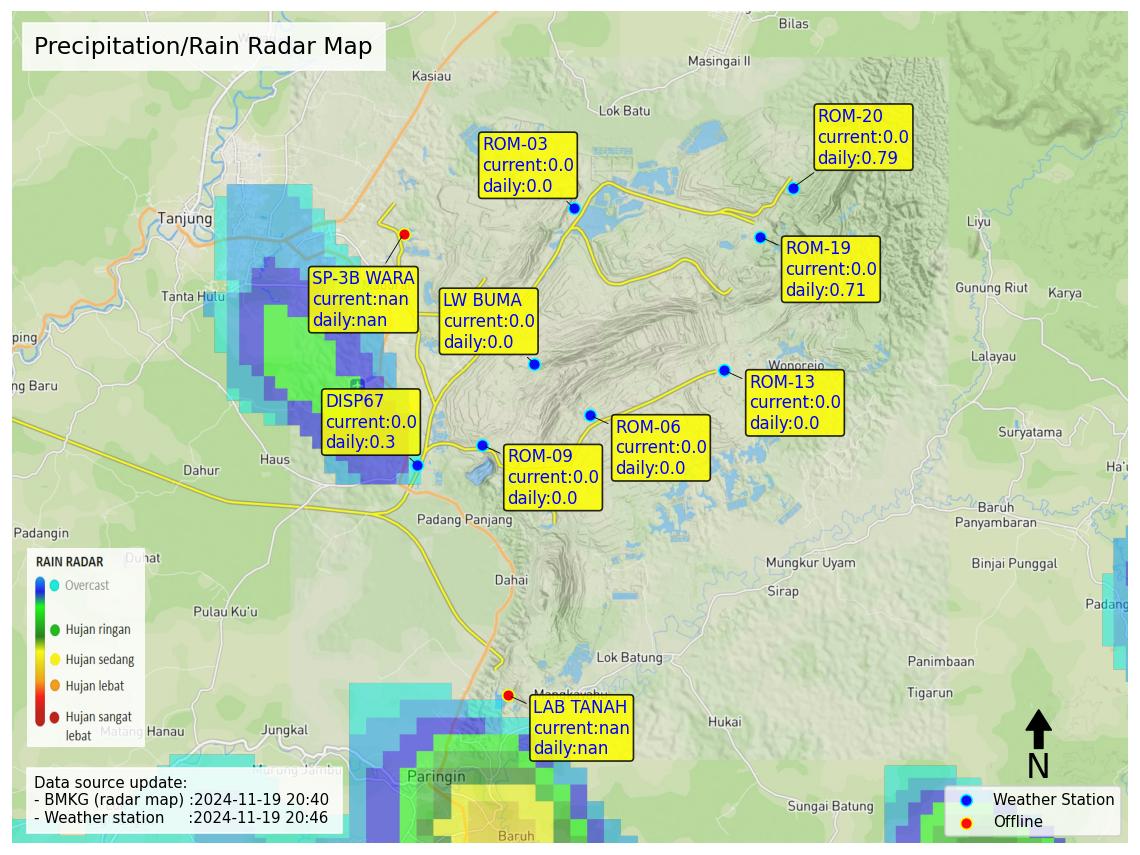 Precipitation/Rain Radar Map
Bilas
Masingai II
Kasiau
Lok Batu
ROM-20
current:0.0
daily:0.79
ROM-03
current:0.0
daily:0.0
Tanjung
Liyu
ROM-19
current:0.0
daily:0.71
SP-3B WARA
current:nan
daily:nan
Tanta Hulu
LW BUMA
current:0.0
daily:0.0
Gunung Riut
Karya
ping
Lalayau
Wonorejo
ng Baru
ROM-13
current:0.0
daily:0.0
DISP67
current:0.0
daily:0.3
ROM-06
current:0.0
daily:0.0
Suryatama
ROM-09
current:0.0
daily:0.0
Haus
Dahur
Ha'u
Baruh
Panyambaran
Padang Panjang
Padangin
Duhat
Mungkur Uyam
Binjai Punggal
RAIN RADAR
Overcast
Hujan ringan
Hujan sedang
Hujan lebat
Hujan sangat
lebat
Dahai
Sirap
Padang
Pulau Ku'u
Lok Batung
Panimbaan
Tigarun
LAB TANAH
current:nan
daily:nan
Hukai
Matang Hanau
Jungkal
Paringin
N
Data source update:
- BMKG (radar map) :2024-11-19 20:40
- Weather station :2024-11-19 20:46
Sungai Batung
Weather Station
Offline
Baruh